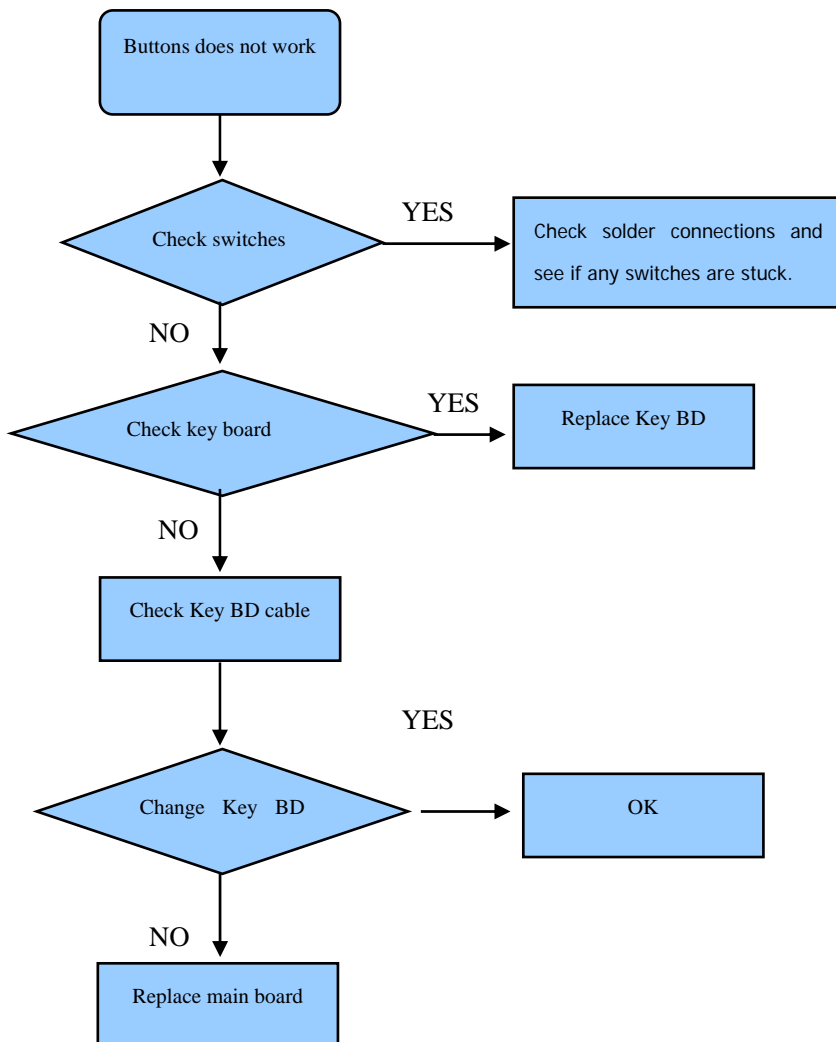 Buttons does not work
YES
Check switches
Check solder connections and
see if any switches are stuck.
NO
YES
Check key board
Replace Key BD
NO
Check Key BD cable
YES
Change Key BD
OK
NO
Replace main board